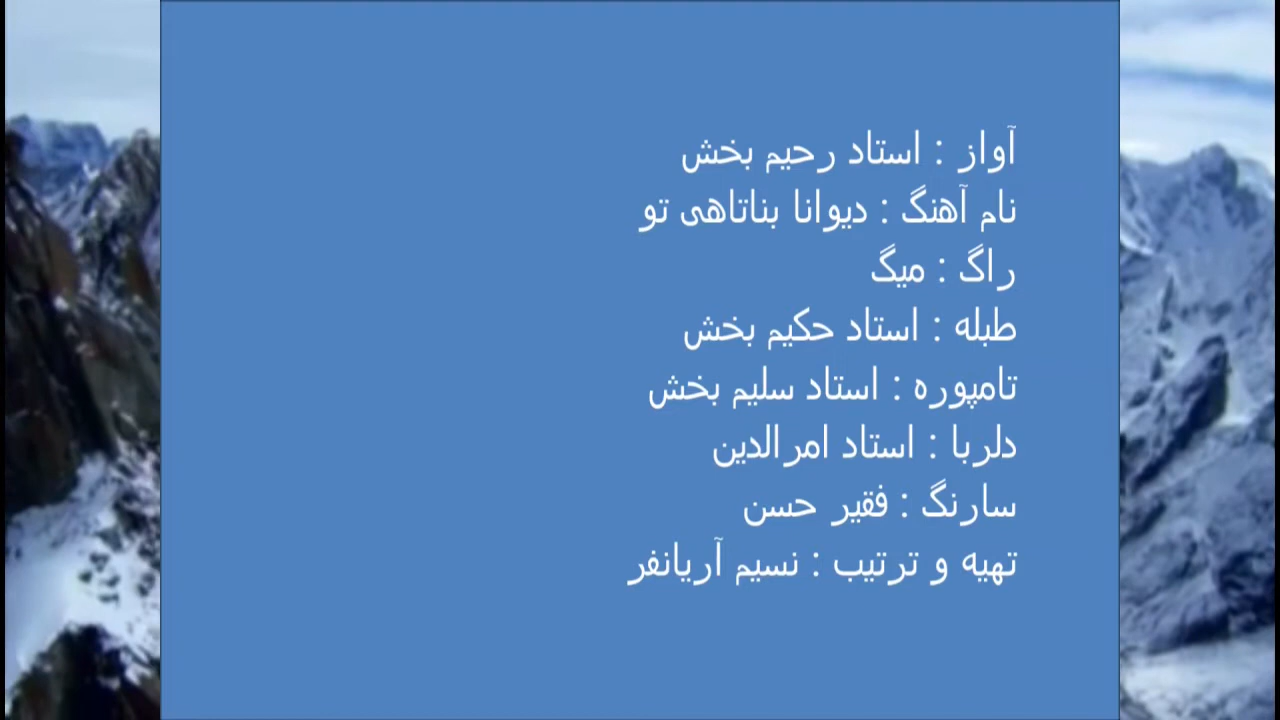 آواز : استاد رحیم بخش
نام آهنگ : دیوانا بناتاهی تو
راگ : میگ
طبله : استاد حکیم بخش
تامپوره : استاد سلیم بخش
دلربا : استاد امرالدین
سارنگ : فقیر حسن
تهیه و ترتیب : نسیم آریانفر